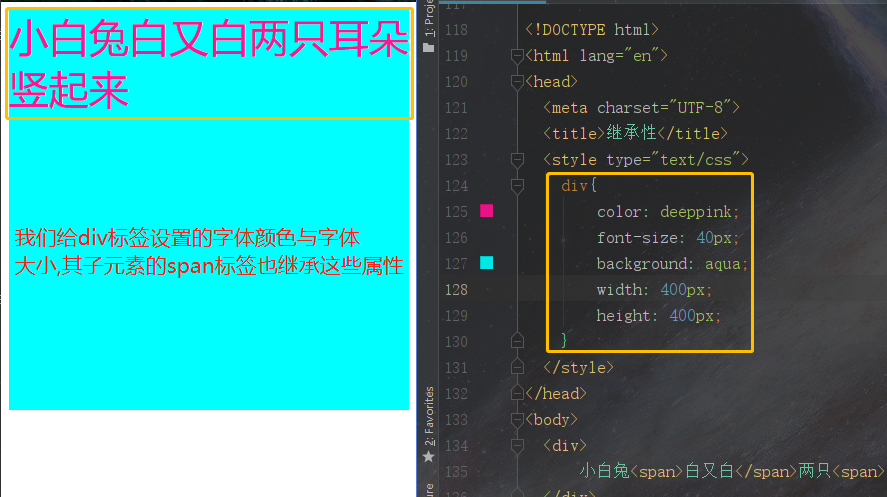 小白兔白又白两只耳朵
竖起来
我们给div标签设置的字体颜色与字体
大小,其子元素的span标签也继承这些属性
1: Proje
2: Favorites
118 <!DOCTYPE html>
119 <html lang="en">
120 <head>
121 <meta charset="UTF-8">
122 <title>继承性</title>
123 <style type="text/css">
124 div{
125 color: deeppink;
126 font-size: 40px;
127 background: aqua;
128 width: 400px;
129 height: 400px;
130 }
131 </style>
132 </head>
133 <body>
134 <div>
135 小白兔<span>白又白</span>两只<span>